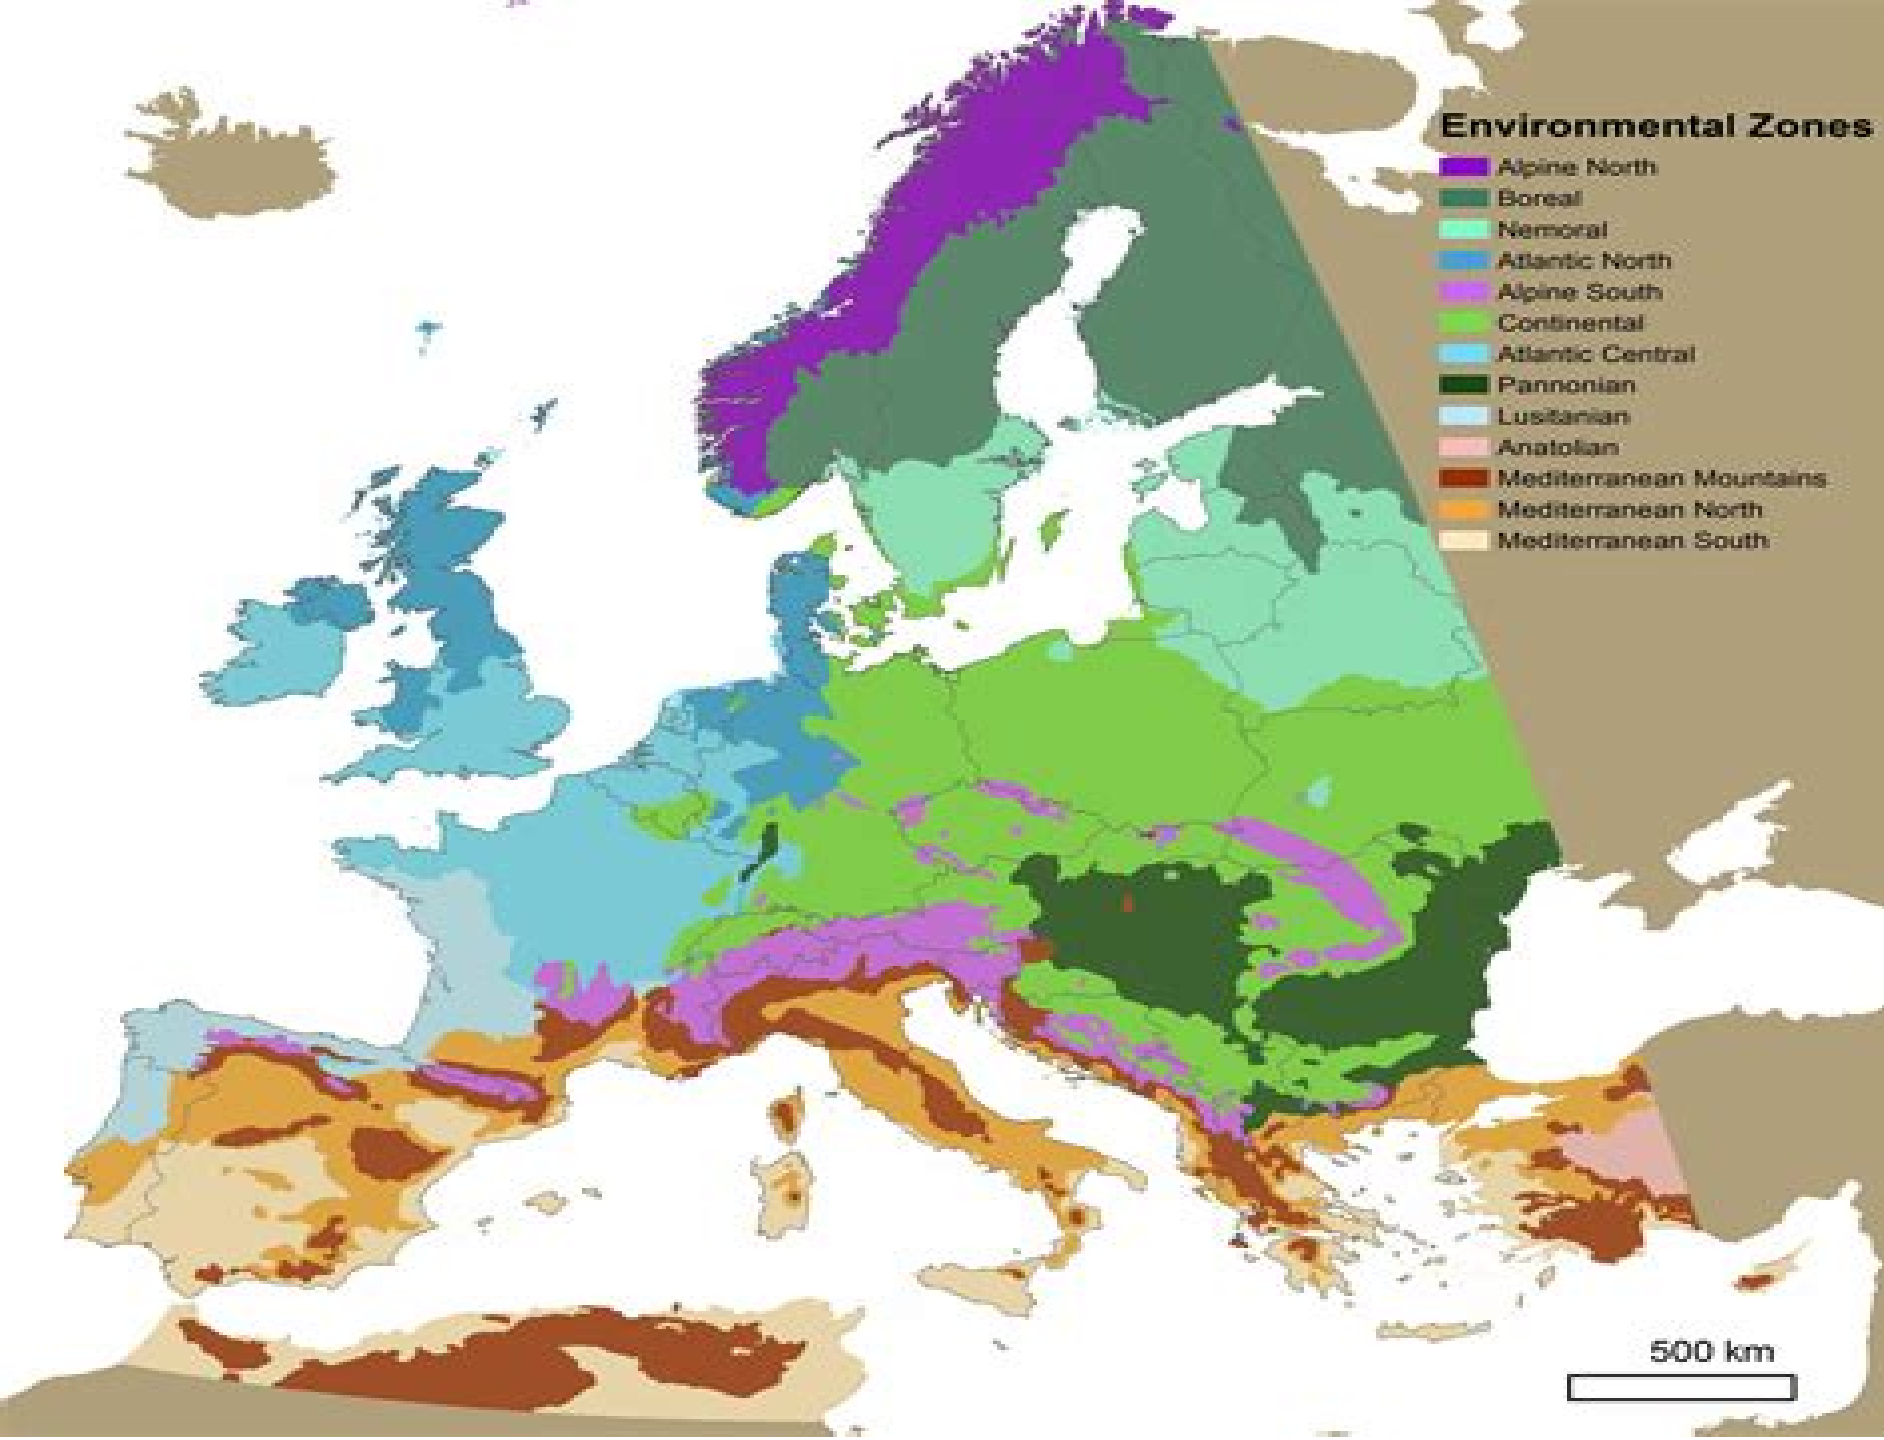 Environmental Zones
Alpine North
Boreal
Nemoral
Atlantic North
Alpine South
Continental
Atlantic Central
Pannonian
Lusitanian
Anatolian
Mediterranean Mountains
Mediterranean North
Mediterranean South
500 km